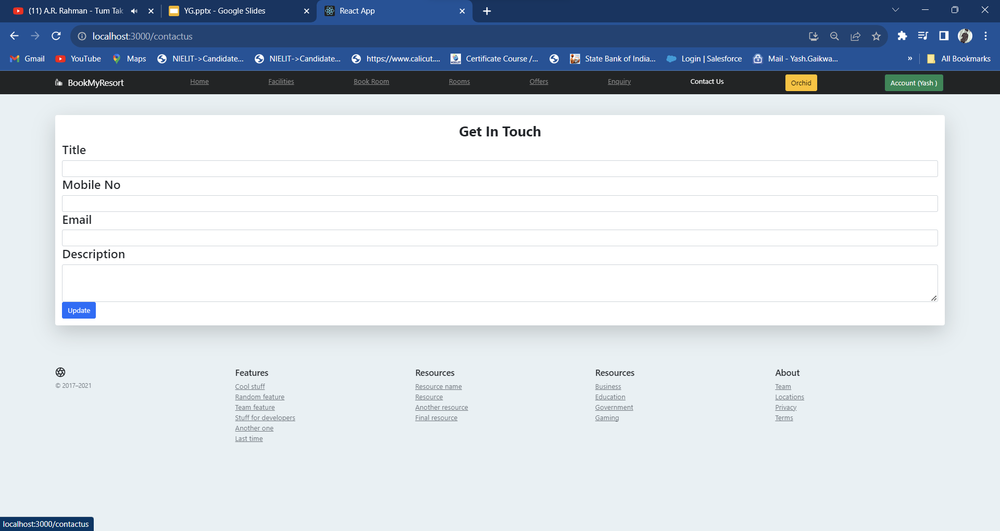 (11) A.R. Rahman - Tum Tak
YG.pptx - Google Slides
React App
localhost:3000/contactus
Gmail
YouTube
Maps
NIELIT->Candidate...
NIELIT->Candidate...
https://www.calicut....
Certificate Course /...
State Bank of India...
Login | Salesforce
Mail - Yash.Gaikwa...
»
All Bookmarks
BookMyResort
Home
Facilities
Book Room
Rooms
Offers
Enquiry
Contact Us
Orchid
Account (Yash )
Get In Touch
Title
Mobile No
Email
Description
Update
© 2017–2021
Features
Cool stuff
Random feature
Team feature
Stuff for developers
Another one
Last time
Resources
Resource name
Resource
Another resource
Final resource
Resources
Business
Education
Government
Gaming
About
Team
Locations
Privacy
Terms
localhost:3000/contactus